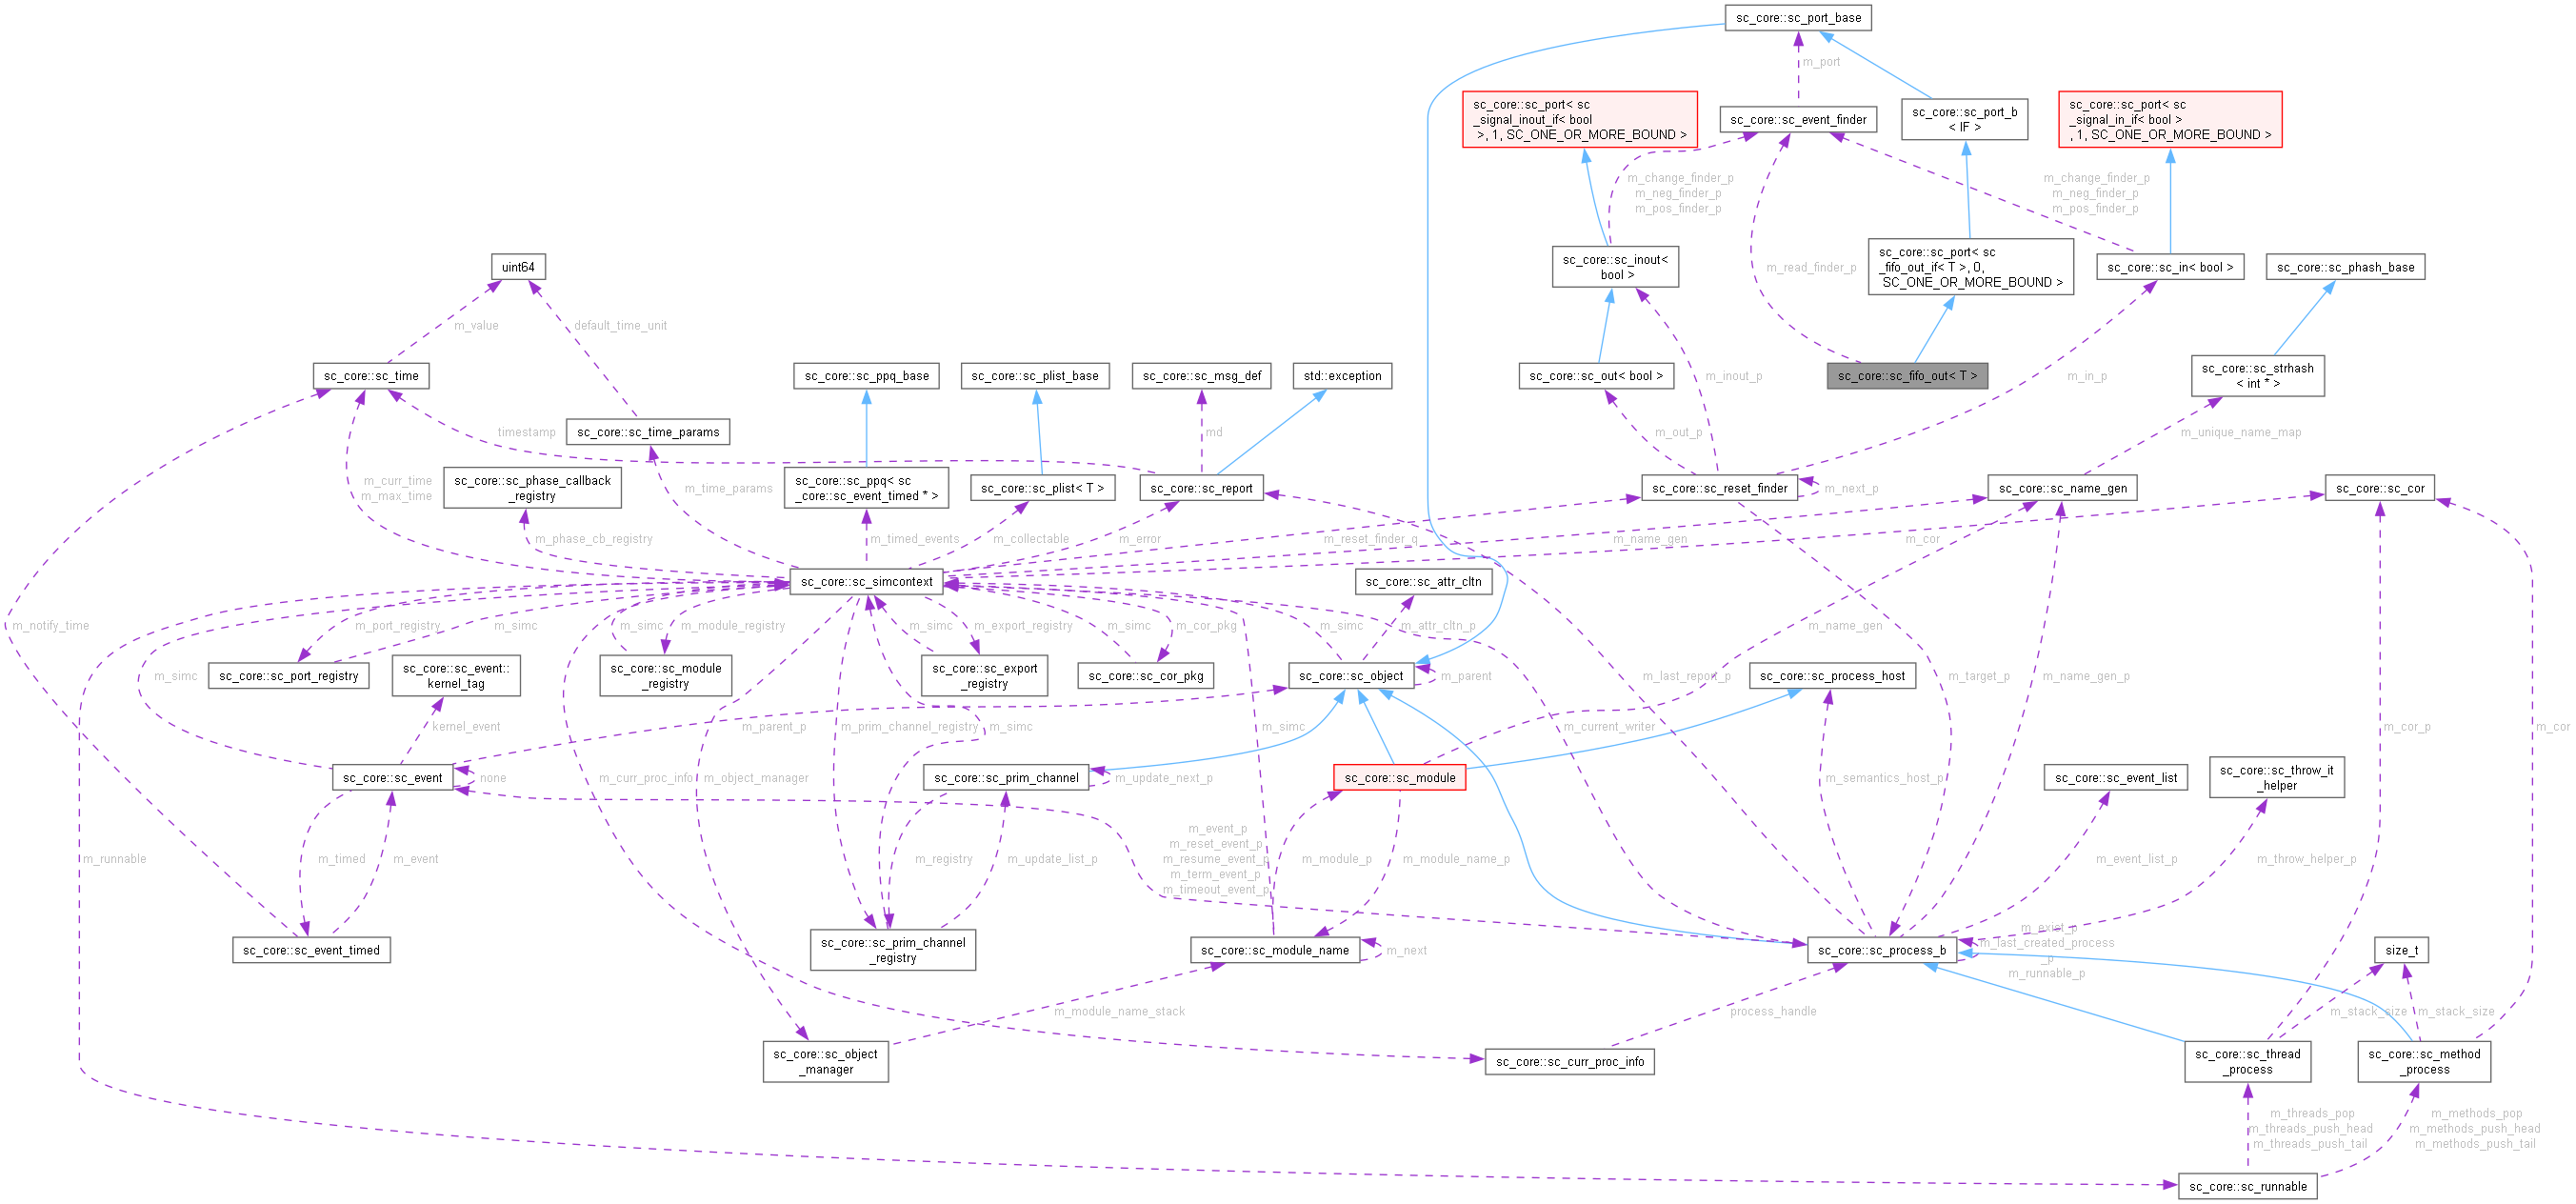 sc_core::sc_port_base
m_port
sc_core::sc_port< sc
_signal_inout_if< bool
>, 1, SC_ONE_OR_MORE_BOUND >
sc_core::sc_event_finder
sc_core::sc_port_b
< IF >
sc_core::sc_port< sc
_signal_in_if< bool >
, 1, SC_ONE_OR_MORE_BOUND >
m_change_finder_p
m_neg_finder_p
m_pos_finder_p
m_change_finder_p
m_neg_finder_p
m_pos_finder_p
uint64
sc_core::sc_inout<
bool >
m_read_finder_p
sc_core::sc_port< sc
_fifo_out_if< T >, 0,
SC_ONE_OR_MORE_BOUND >
sc_core::sc_in< bool >
sc_core::sc_phash_base
m_value
default_time_unit
sc_core::sc_time
sc_core::sc_ppq_base
sc_core::sc_plist_base
sc_core::sc_msg_def
std::exception
sc_core::sc_out< bool >
m_inout_p
sc_core::sc_fifo_out< T >
m_in_p
sc_core::sc_strhash
< int * >
sc_core::sc_time_params
timestamp
md
m_out_p
m_unique_name_map
m_curr_time
m_max_time
sc_core::sc_phase_callback
_registry
m_time_params
sc_core::sc_ppq< sc
_core::sc_event_timed * >
sc_core::sc_plist< T >
sc_core::sc_report
sc_core::sc_reset_finder
m_next_p
sc_core::sc_name_gen
sc_core::sc_cor
m_phase_cb_registry
m_timed_events
m_collectable
m_error
m_reset_finder_q
m_name_gen
m_cor
sc_core::sc_simcontext
sc_core::sc_attr_cltn
m_notify_time
m_port_registry
m_simc
m_simc
m_module_registry
m_simc
m_export_registry
m_simc
m_cor_pkg
m_simc
m_attr_cltn_p
m_name_gen
m_simc
sc_core::sc_port_registry
sc_core::sc_event::
kernel_tag
sc_core::sc_module
_registry
sc_core::sc_export
_registry
sc_core::sc_cor_pkg
sc_core::sc_object
m_parent
m_last_report_p
sc_core::sc_process_host
m_target_p
m_name_gen_p
kernel_event
m_parent_p
m_prim_channel_registry
m_simc
m_simc
m_current_writer
m_cor_p
m_cor
sc_core::sc_event
none
m_curr_proc_info
m_object_manager
sc_core::sc_prim_channel
m_update_next_p
sc_core::sc_module
m_semantics_host_p
sc_core::sc_event_list
sc_core::sc_throw_it
_helper
m_runnable
m_timed
m_event
m_registry
m_update_list_p
m_event_p
m_reset_event_p
m_resume_event_p
m_term_event_p
m_timeout_event_p
m_module_p
m_module_name_p
m_event_list_p
m_throw_helper_p
sc_core::sc_event_timed
sc_core::sc_prim_channel
_registry
sc_core::sc_module_name
m_next
sc_core::sc_process_b
m_exist_p
m_last_created_process
_p
m_runnable_p
size_t
m_module_name_stack
process_handle
m_stack_size
m_stack_size
sc_core::sc_object
_manager
sc_core::sc_curr_proc_info
sc_core::sc_thread
_process
sc_core::sc_method
_process
m_threads_pop
m_threads_push_head
m_threads_push_tail
m_methods_pop
m_methods_push_head
m_methods_push_tail
sc_core::sc_runnable